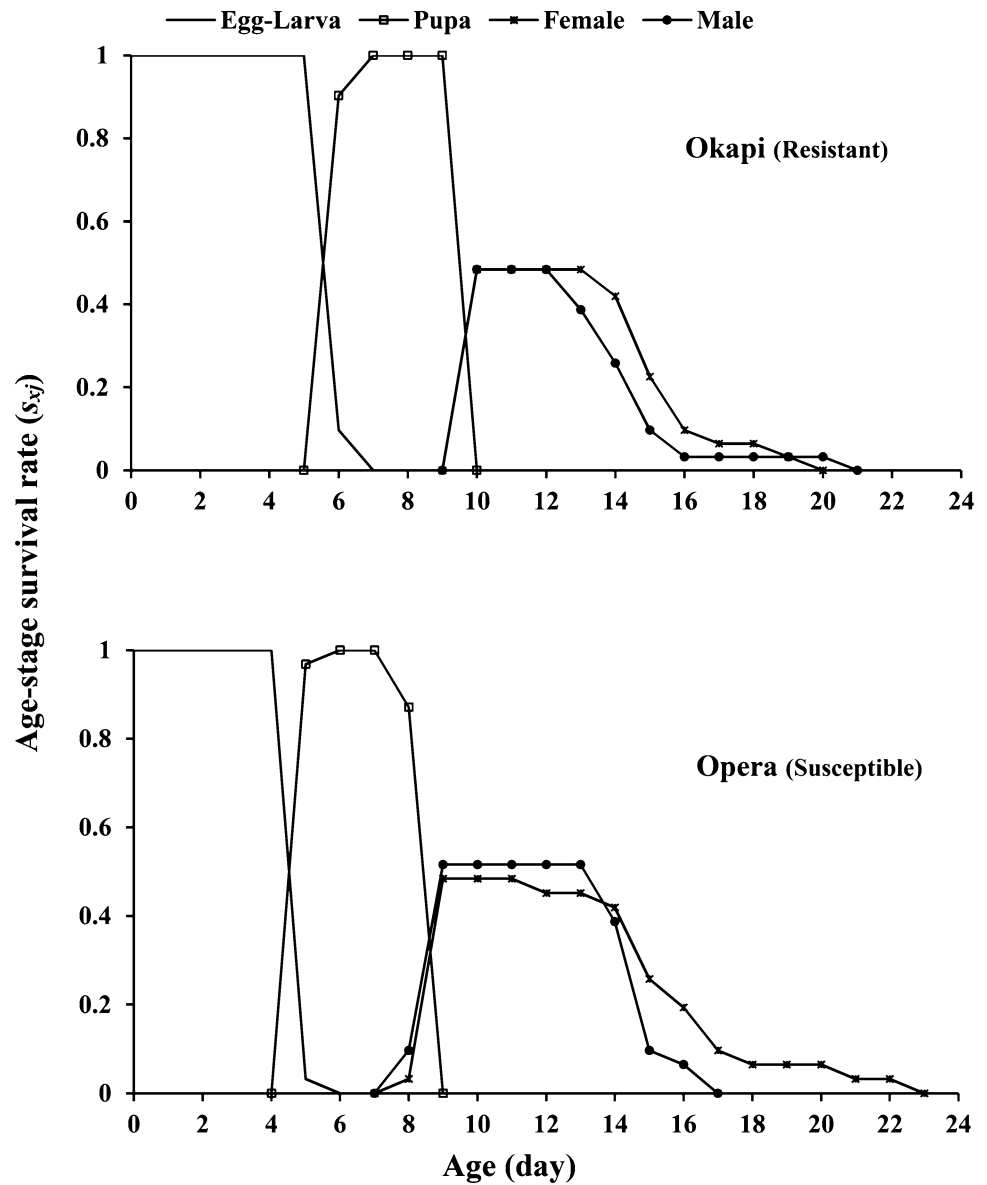 Egg-Larva Pupa Female Male
1
0.8
0.6
0.4
0.2
0
0 2 4 6 8 10 12 14 16 18 20 22 24
Okapi (Resistant)
Age-stage survival rate (sxj)
1
0.8
0.6
0.4
0.2
0
0 2 4 6 8 10 12 14 16 18 20 22 24
Opera (Susceptible)
Age (day)